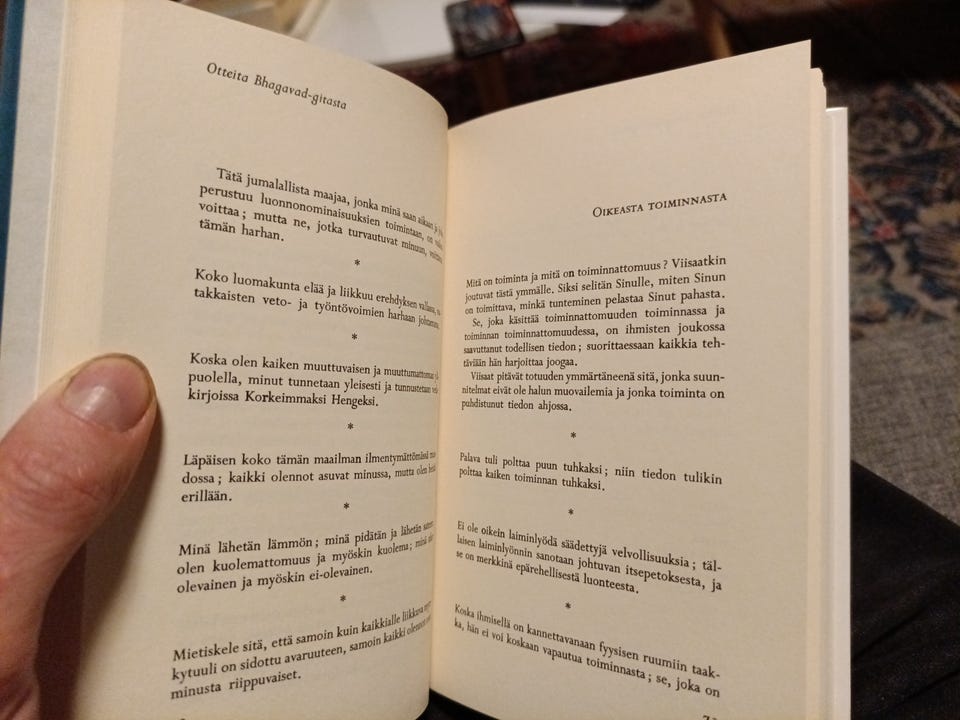 Otteita Bhagavad-gitasta
Tätä jumalallista maajaa, jonka minä saan aikaan ja
perustuu luonnonominaisuuksien toimintaan, on
voittaa; mutta ne, jotka turvautuvat minuun,
tämän harhan.
*
Koko luomakunta elää ja liikkuu erehdyksen vallassa,
takkaisten veto- ja työntövoimien harhaan
*
Koska olen kaiken muuttuvaisen ja muuttumattoman
puolella, minut tunnetaan yleisesti ja tunnustetaan
kirjoissa Korkeimmaksi Hengeksi.
*
Läpäisen koko tämän maailman ilmentymättömässä
dossa; kaikki olennot asuvat minussa, mutta olen
erillään.
*
Minä lähetän lämmön; minä pidätän ja lähetän
olen kuolemattomuus ja myöskin kuolema; minä
olevainen ja myöskin ei-olevainen.
*
Mietiskele sitä, että samoin kuin kaikkialle liikkuva
kytuuli on sidottu avaruuteen, samoin kaikki
minusta riippuvaiset.
OIKEASTA TOIMINNASTA
Mitä on toiminta ja mitä on toiminnattomuus? Viisaatkin
joutuvat tästä ymmälle. Siksi selitän Sinulle, miten Sinun
on toimittava, minkä tunteminen pelastaa Sinut pahasta.
Se, joka käsittää toiminnattomuuden toiminnassa ja
toiminnan toiminnattomuudessa, on ihmisten joukossa
saavuttanut todellisen tiedon; suorittaessaan kaikkia teh-
täviään hän harjoittaa joogaa.
Viisaat pitävät totuuden ymmärtäneenä sitä, jonka suun-
nitelmat eivät ole halun muovailemia ja jonka toiminta on
puhdistunut tiedon ahjossa.
*
Palava tuli polttaa puun tuhkaksi; niin tiedon tulikin
polttaa kaiken toiminnan tuhkaksi.
*
Ei ole oikein laiminlyödä säädettyjä velvollisuuksia; täl-
laisen laiminlyönnin sanotaan johtuvan itsepetoksesta, ja
se on merkkinä epärehellisestä luonteesta.
*
Koska ihmisellä on kannettavanaan fyysisen ruumiin taak-
ka, hän ei voi koskaan vapautua toiminnasta; se, joka on